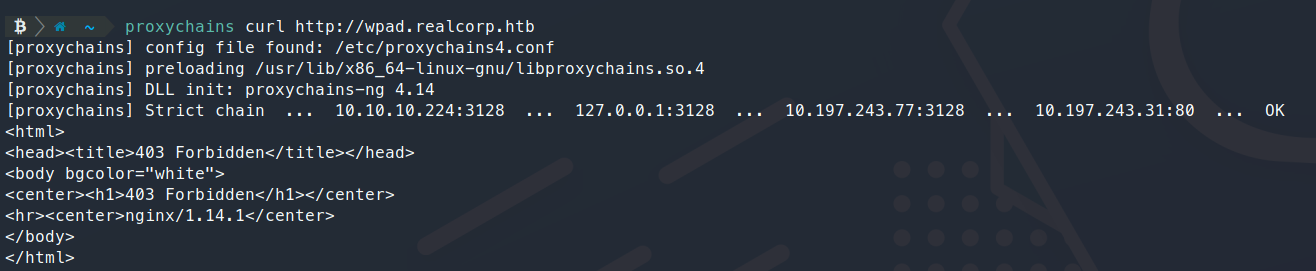 ~ proxychains curl http://wpad.realcorp.htb
[proxychains] config file found: /etc/proxychains4.conf
[proxychains] preloading /usr/lib/x86_64-linux-gnu/libproxychains.so.4
[proxychains] DLL init: proxychains-ng 4.14
[proxychains] Strict chain  ...  10.10.10.224:3128  ...  127.0.0.1:3128  ...  10.197.243.77:3128  ...  10.197.243.31:80  ...  OK
<html>
<head><title>403 Forbidden</title></head>
<body bgcolor="white">
<center><h1>403 Forbidden</h1></center>
<hr><center>nginx/1.14.1</center>
</body>
</html>